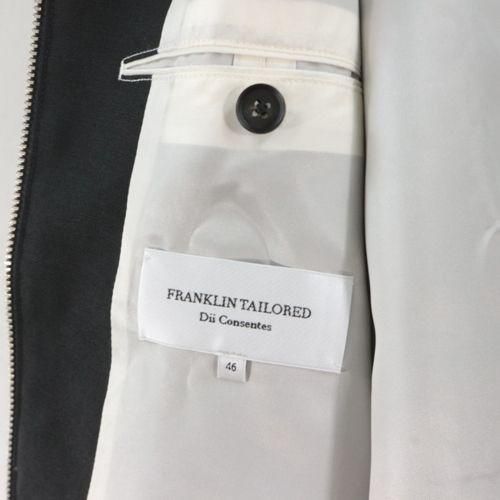 FRANKLIN TAILORED
Dii Consentes
46